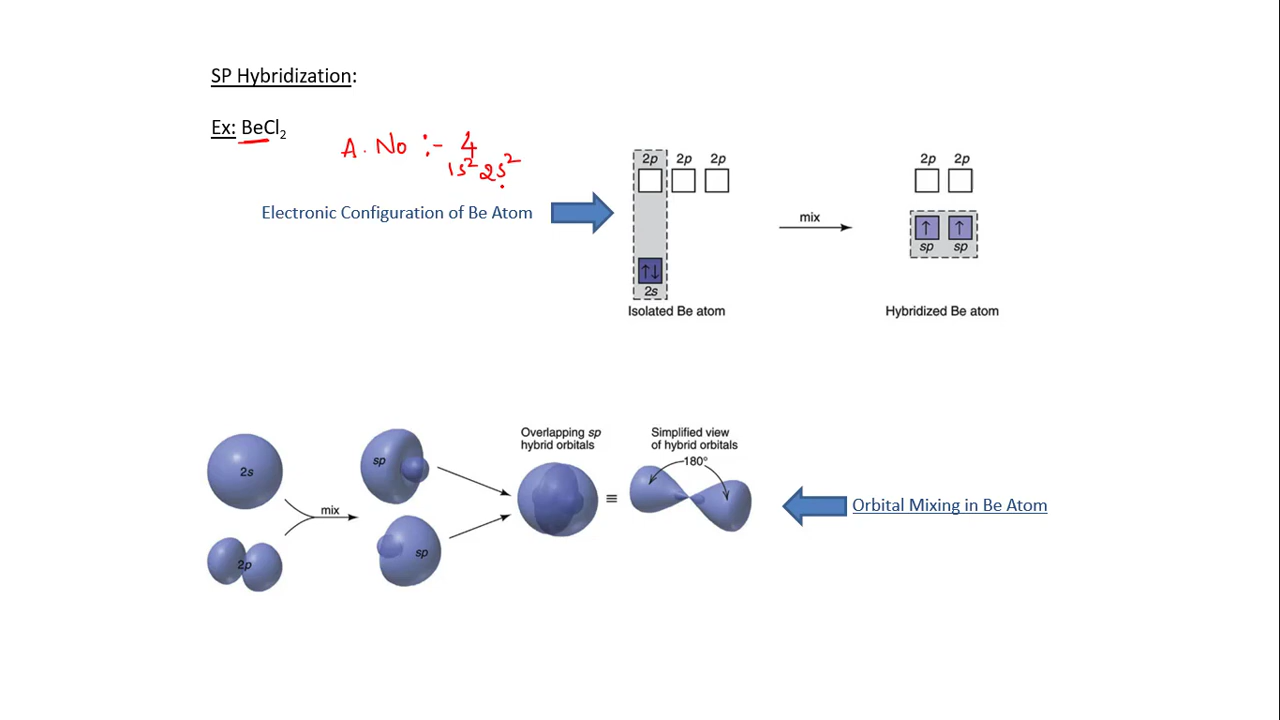 SP Hybridization:
Ex: BeCl₂
A. No :- 4
1s² 2s²
Electronic Configuration of Be Atom
2p 2p 2p
↑↓
2s
Isolated Be atom
mix
2p 2p
↑ ↑
sp sp
Hybridized Be atom
2s
2p
mix
sp
sp
Overlapping sp
hybrid orbitals
≡
Simplified view
of hybrid orbitals
180°
Orbital Mixing in Be Atom